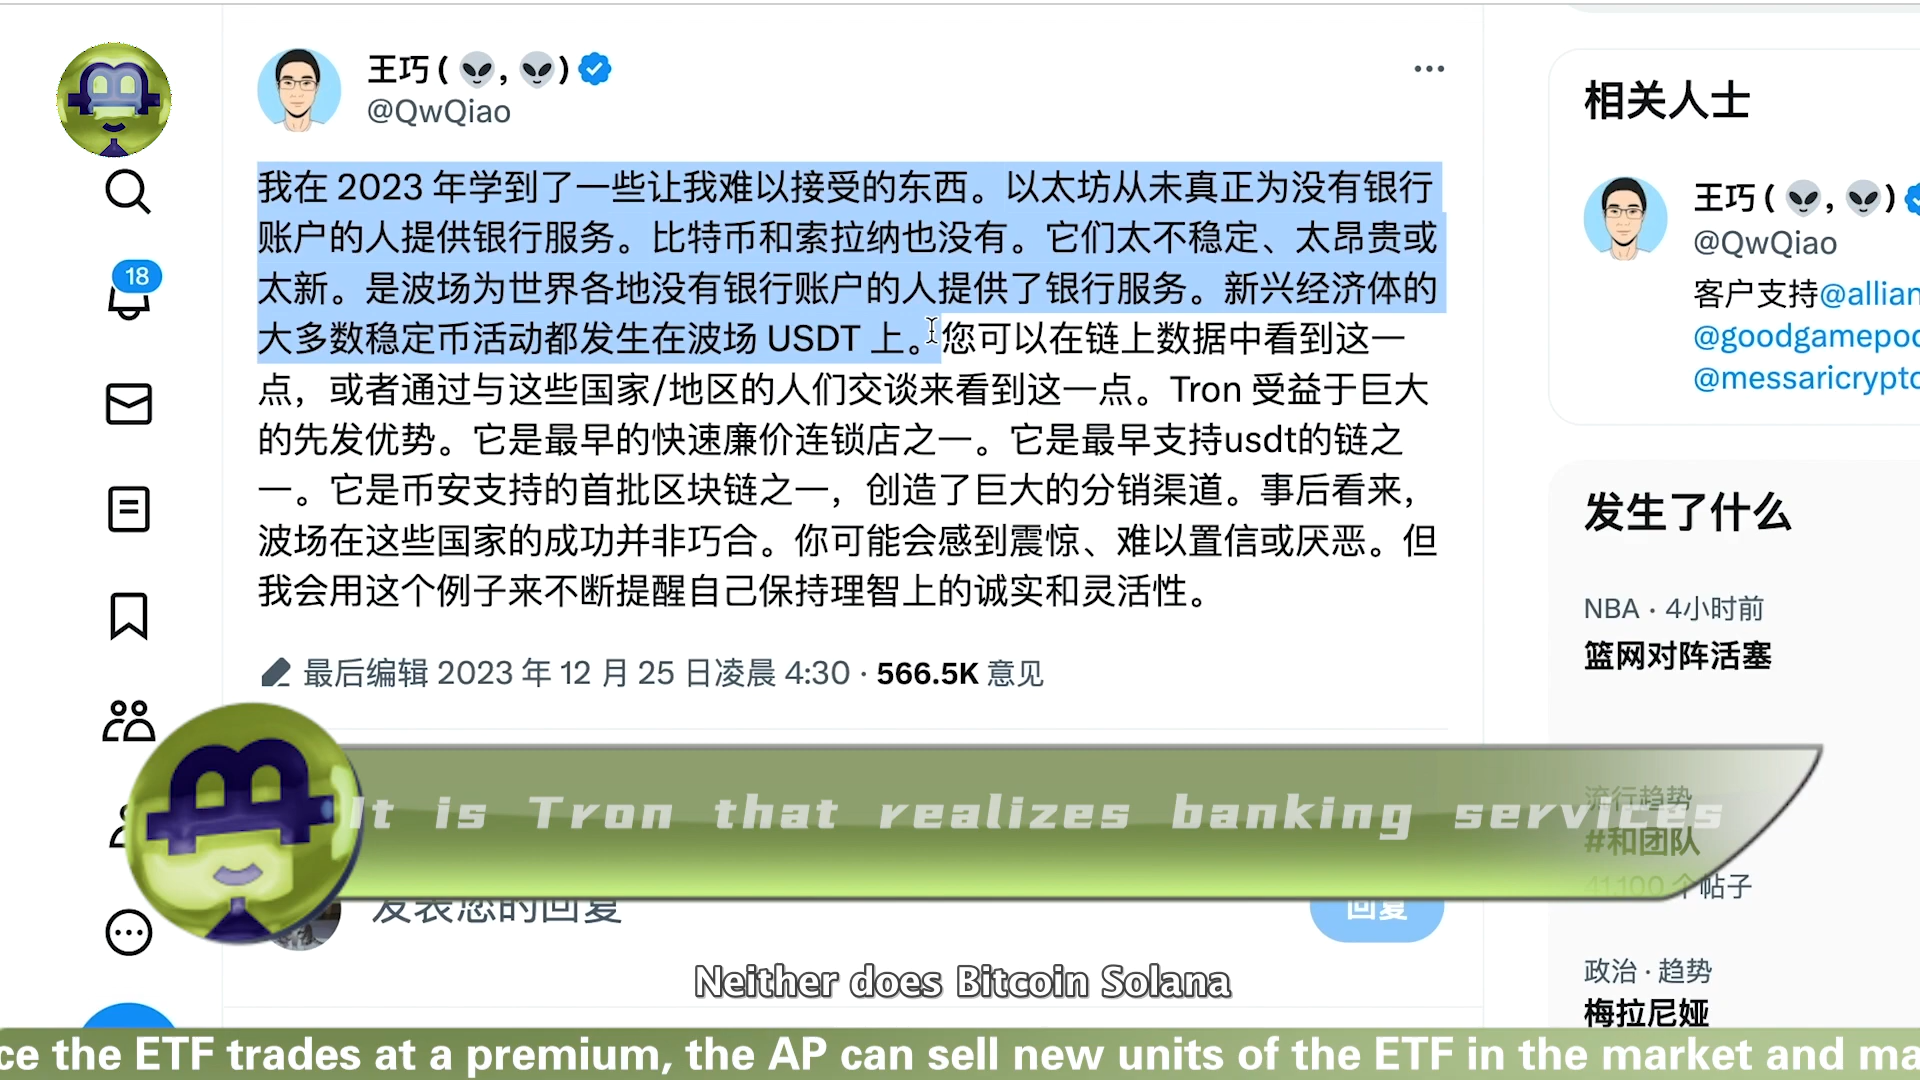 王巧 ( 👽, 👽 )
@QwQiao
我在 2023 年学到了一些让我难以接受的东西。以太坊从未真正为没有银行
账户的人提供银行服务。比特币和索拉纳也没有。它们太不稳定、太昂贵或
太新。是波场为世界各地没有银行账户的人提供了银行服务。新兴经济体的
大多数稳定币活动都发生在波场 USDT 上。您可以在链上数据中看到这一
点，或者通过与这些国家/地区的人们交谈来看到这一点。Tron 受益于巨大
的先发优势。它是最早的快速廉价连锁店之一。它是最早支持usdt的链之
一。它是币安支持的首批区块链之一，创造了巨大的分销渠道。事后看来，
波场在这些国家的成功并非巧合。你可能会感到震惊、难以置信或厌恶。但
我会用这个例子来不断提醒自己保持理智上的诚实和灵活性。
最后编辑 2023 年 12 月 25 日凌晨 4:30 · 566.5K 意见
18
It is Tron that realizes banking services
发表您的回复
回复
Neither does Bitcoin Solana
相关人士
王巧 ( 👽, 👽 )
@QwQiao
客户支持@allian
@goodgamepod
@messaricrypto
发生了什么
NBA · 4小时前
篮网对阵活塞
流行趋势
#和团队
41,100 个帖子
政治 · 趋势
梅拉尼娅
ce the ETF trades at a premium, the AP can sell new units of the ETF in the market and ma